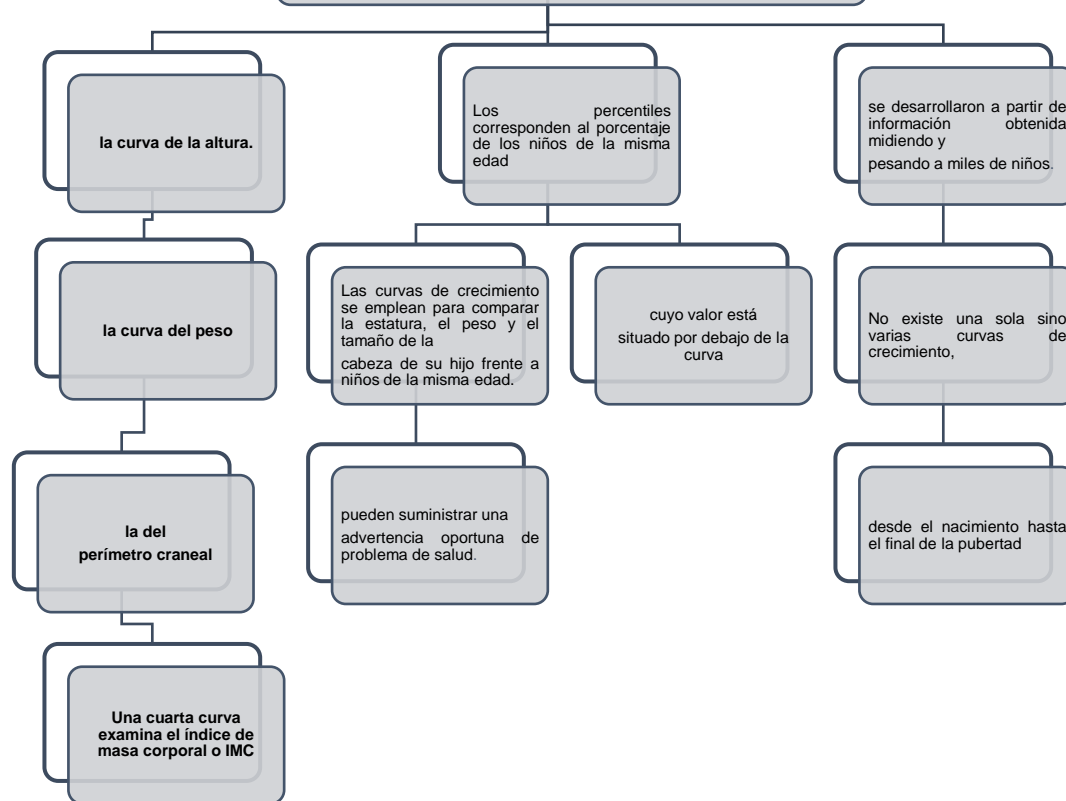 la curva de la altura.
la curva del peso
la del
perímetro craneal
Una cuarta curva
examina el índice de
masa corporal o IMC
Los percentiles
corresponden al porcentaje
de los niños de la misma
edad
Las curvas de crecimiento
se emplean para comparar
la estatura, el peso y el
tamaño de la
cabeza de su hijo frente a
niños de la misma edad.
pueden suministrar una
advertencia oportuna de
problema de salud.
cuyo valor está
situado por debajo de la
curva
se desarrollaron a partir de
información obtenida
midiendo y
pesando a miles de niños.
No existe una sola sino
varias curvas de
crecimiento,
desde el nacimiento hasta
el final de la pubertad